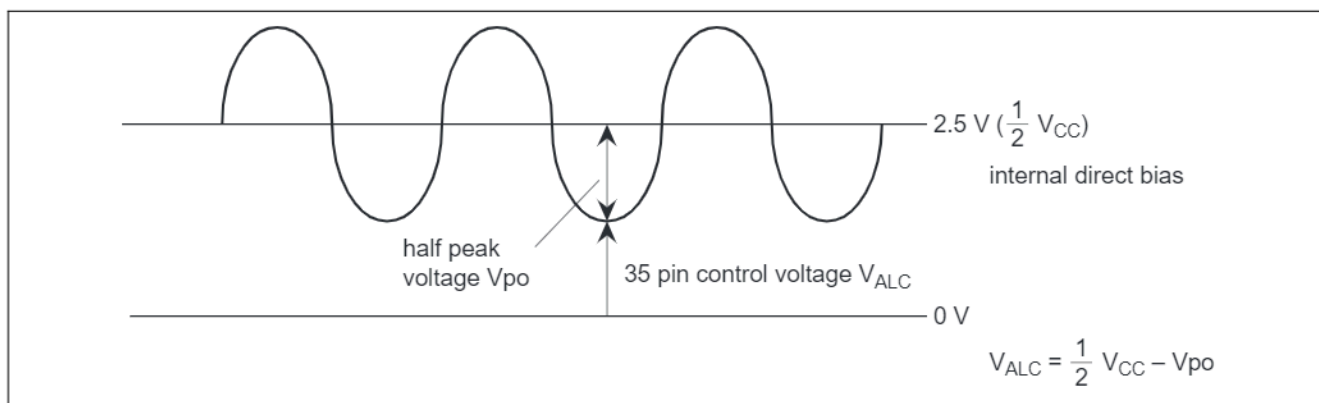 2.5 V (1/2 VCC)
internal direct bias
half peak
voltage Vpo
35 pin control voltage VALC
0 V
VALC = 1/2 VCC – Vpo